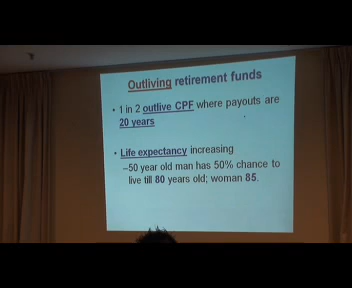 Outliving retirement funds
• 1 in 2 outlive CPF where payouts are
20 years
• Life expectancy increasing
–50 year old man has 50% chance to
live till 80 years old; woman 85.